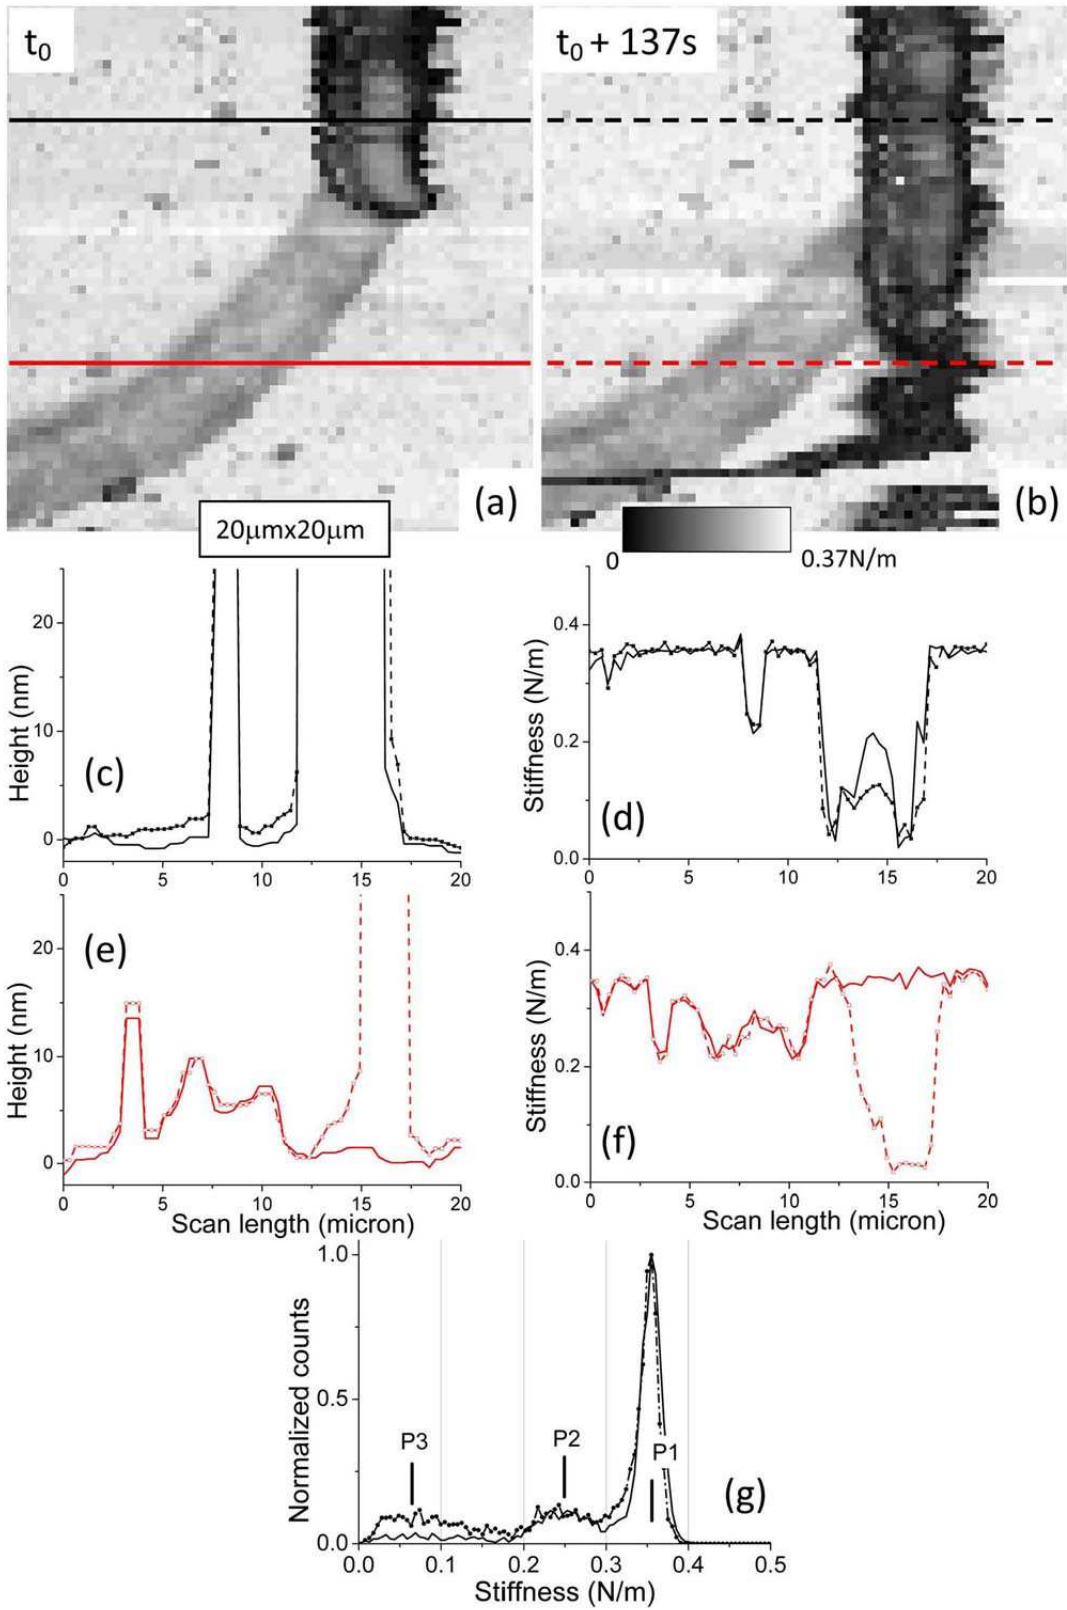 t0
t0 + 137s
(a)
(b)
20µmx20µm
0
0.37N/m
20
10
0
Height (nm)
(c)
0 5 10 15 20
0.4
0.2
0.0
Stiffness (N/m)
(d)
0 5 10 15 20
20
10
0
Height (nm)
(e)
0 5 10 15 20
Scan length (micron)
0.4
0.2
0.0
Stiffness (N/m)
(f)
0 5 10 15 20
Scan length (micron)
1.0
0.5
0.0
Normalized counts
P3
P2
P1
(g)
0.0 0.1 0.2 0.3 0.4 0.5
Stiffness (N/m)